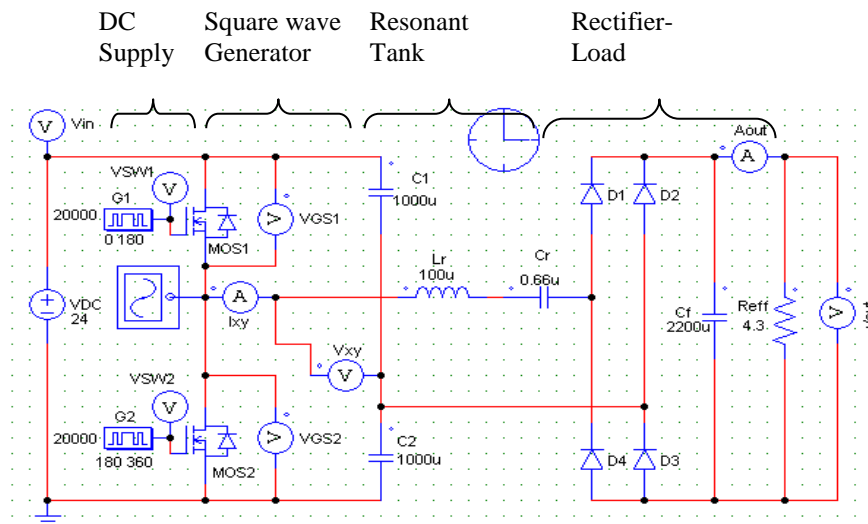 DC Supply
Square wave Generator
Resonant Tank
Rectifier-Load
V
Vin
VSW1
V
G1
20000
0 180
MOS1
V
VGS1
C1
1000u
Aout
A
D1
D2
Lr
100u
Cr
0.66u
VDC
24
A
Ixy
Vxy
V
Cf
2200u
Reff
4.3
V
VSW2
V
G2
20000
180 360
MOS2
V
VGS2
C2
1000u
D4
D3